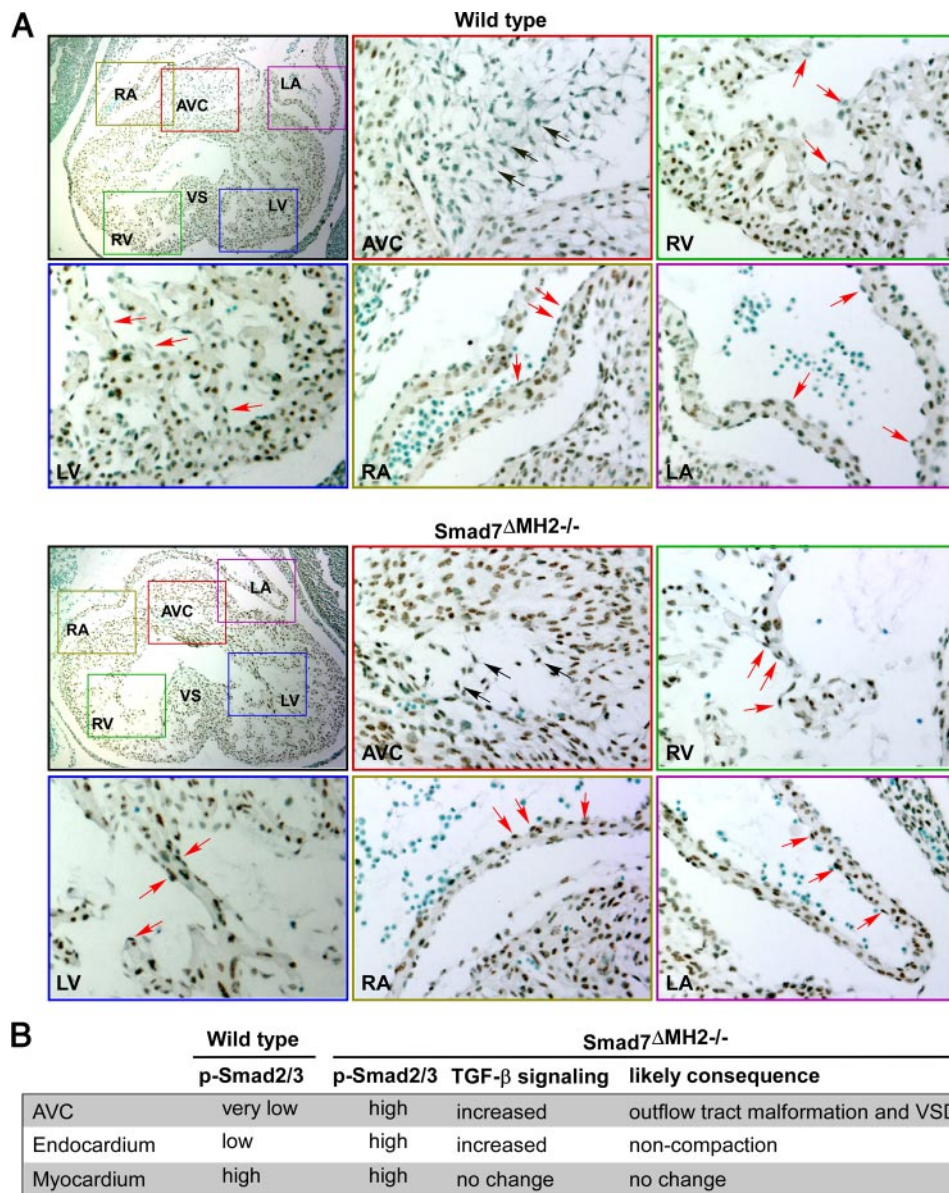 A
Wild type
RA
AVC
LA
VS
RV
LV
AVC
RV
LV
RA
LA
Smad7ΔMH2-/-
RA
AVC
LA
VS
RV
LV
AVC
RV
LV
RA
LA
B
Wild type Smad7ΔMH2-/-
p-Smad2/3 p-Smad2/3 TGF-β signaling likely consequence
AVC very low high increased outflow tract malformation and VSD
Endocardium low high increased non-compaction
Myocardium high high no change no change